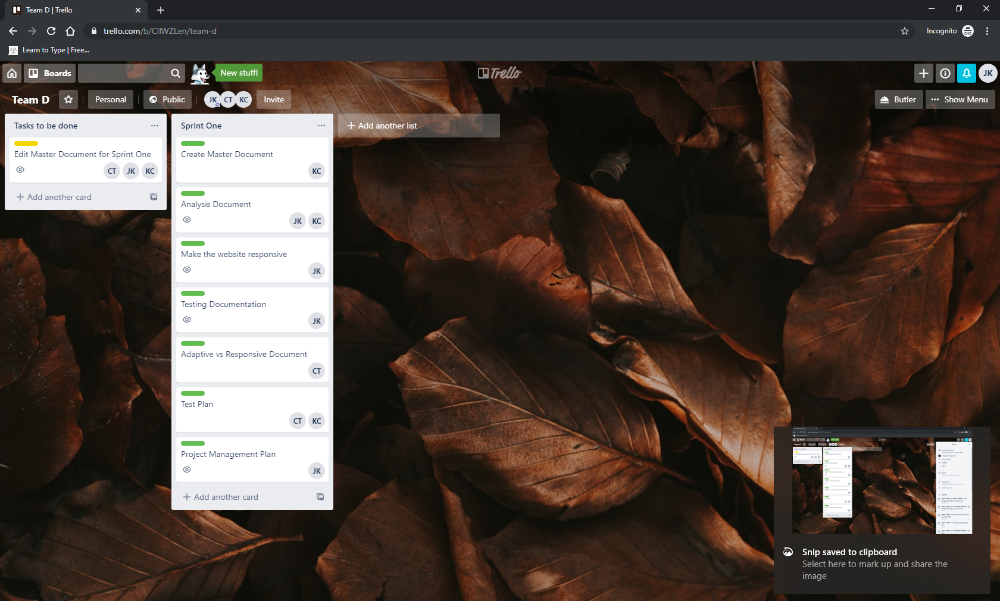 Team D | Trello
trello.com/b/CIIWZLen/team-d
Incognito
Learn to Type | Free...
Boards
New stuff!
Trello
JK
Team D
Personal
Public
JK CT KC
Invite
Butler
Show Menu
Tasks to be done
Edit Master Document for Sprint One
CT JK KC
Add another card
Sprint One
Create Master Document
KC
Analysis Document
JK KC
Make the website responsive
JK
Testing Documentation
JK
Adaptive vs Responsive Document
CT
Test Plan
CT KC
Project Management Plan
JK
Add another card
Add another list
Snip saved to clipboard
Select here to mark up and share the
image